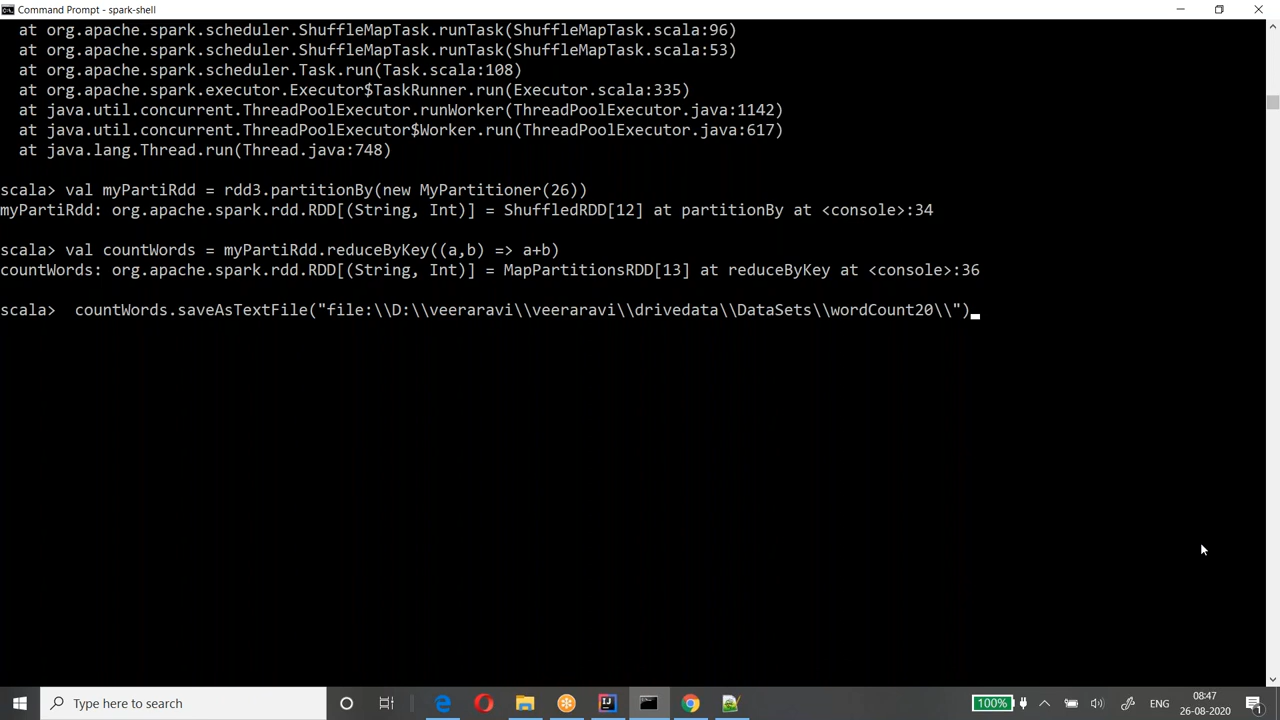 Command Prompt - spark-shell
at org.apache.spark.scheduler.ShuffleMapTask.runTask(ShuffleMapTask.scala:96)
at org.apache.spark.scheduler.ShuffleMapTask.runTask(ShuffleMapTask.scala:53)
at org.apache.spark.scheduler.Task.run(Task.scala:108)
at org.apache.spark.executor.Executor$TaskRunner.run(Executor.scala:335)
at java.util.concurrent.ThreadPoolExecutor.runWorker(ThreadPoolExecutor.java:1142)
at java.util.concurrent.ThreadPoolExecutor$Worker.run(ThreadPoolExecutor.java:617)
at java.lang.Thread.run(Thread.java:748)
scala> val myPartiRdd = rdd3.partitionBy(new MyPartitioner(26))
myPartiRdd: org.apache.spark.rdd.RDD[(String, Int)] = ShuffledRDD[12] at partitionBy at <console>:34
scala> val countWords = myPartiRdd.reduceByKey((a,b) => a+b)
countWords: org.apache.spark.rdd.RDD[(String, Int)] = MapPartitionsRDD[13] at reduceByKey at <console>:36
scala>  countWords.saveAsTextFile("file:\\D:\\veeraravi\\veeraravi\\drivedata\\DataSets\\wordCount20\\")
Type here to search
100%
ENG
08:47
26-08-2020
1